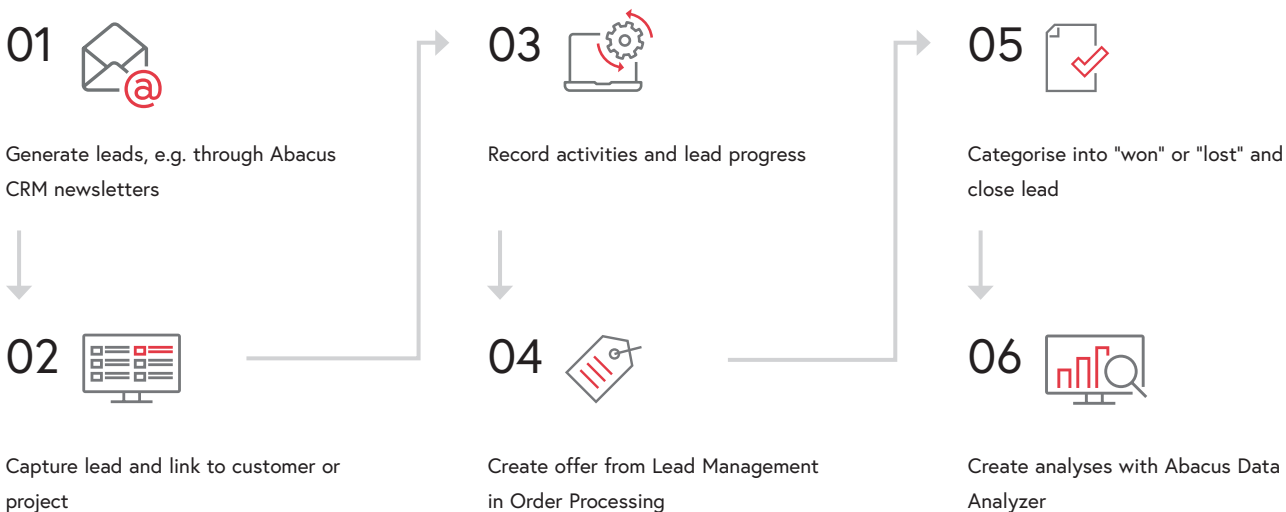 01
Generate leads, e.g. through Abacus
CRM newsletters
02
Capture lead and link to customer or
project
03
Record activities and lead progress
04
Create offer from Lead Management
in Order Processing
05
Categorise into "won" or "lost" and
close lead
06
Create analyses with Abacus Data
Analyzer